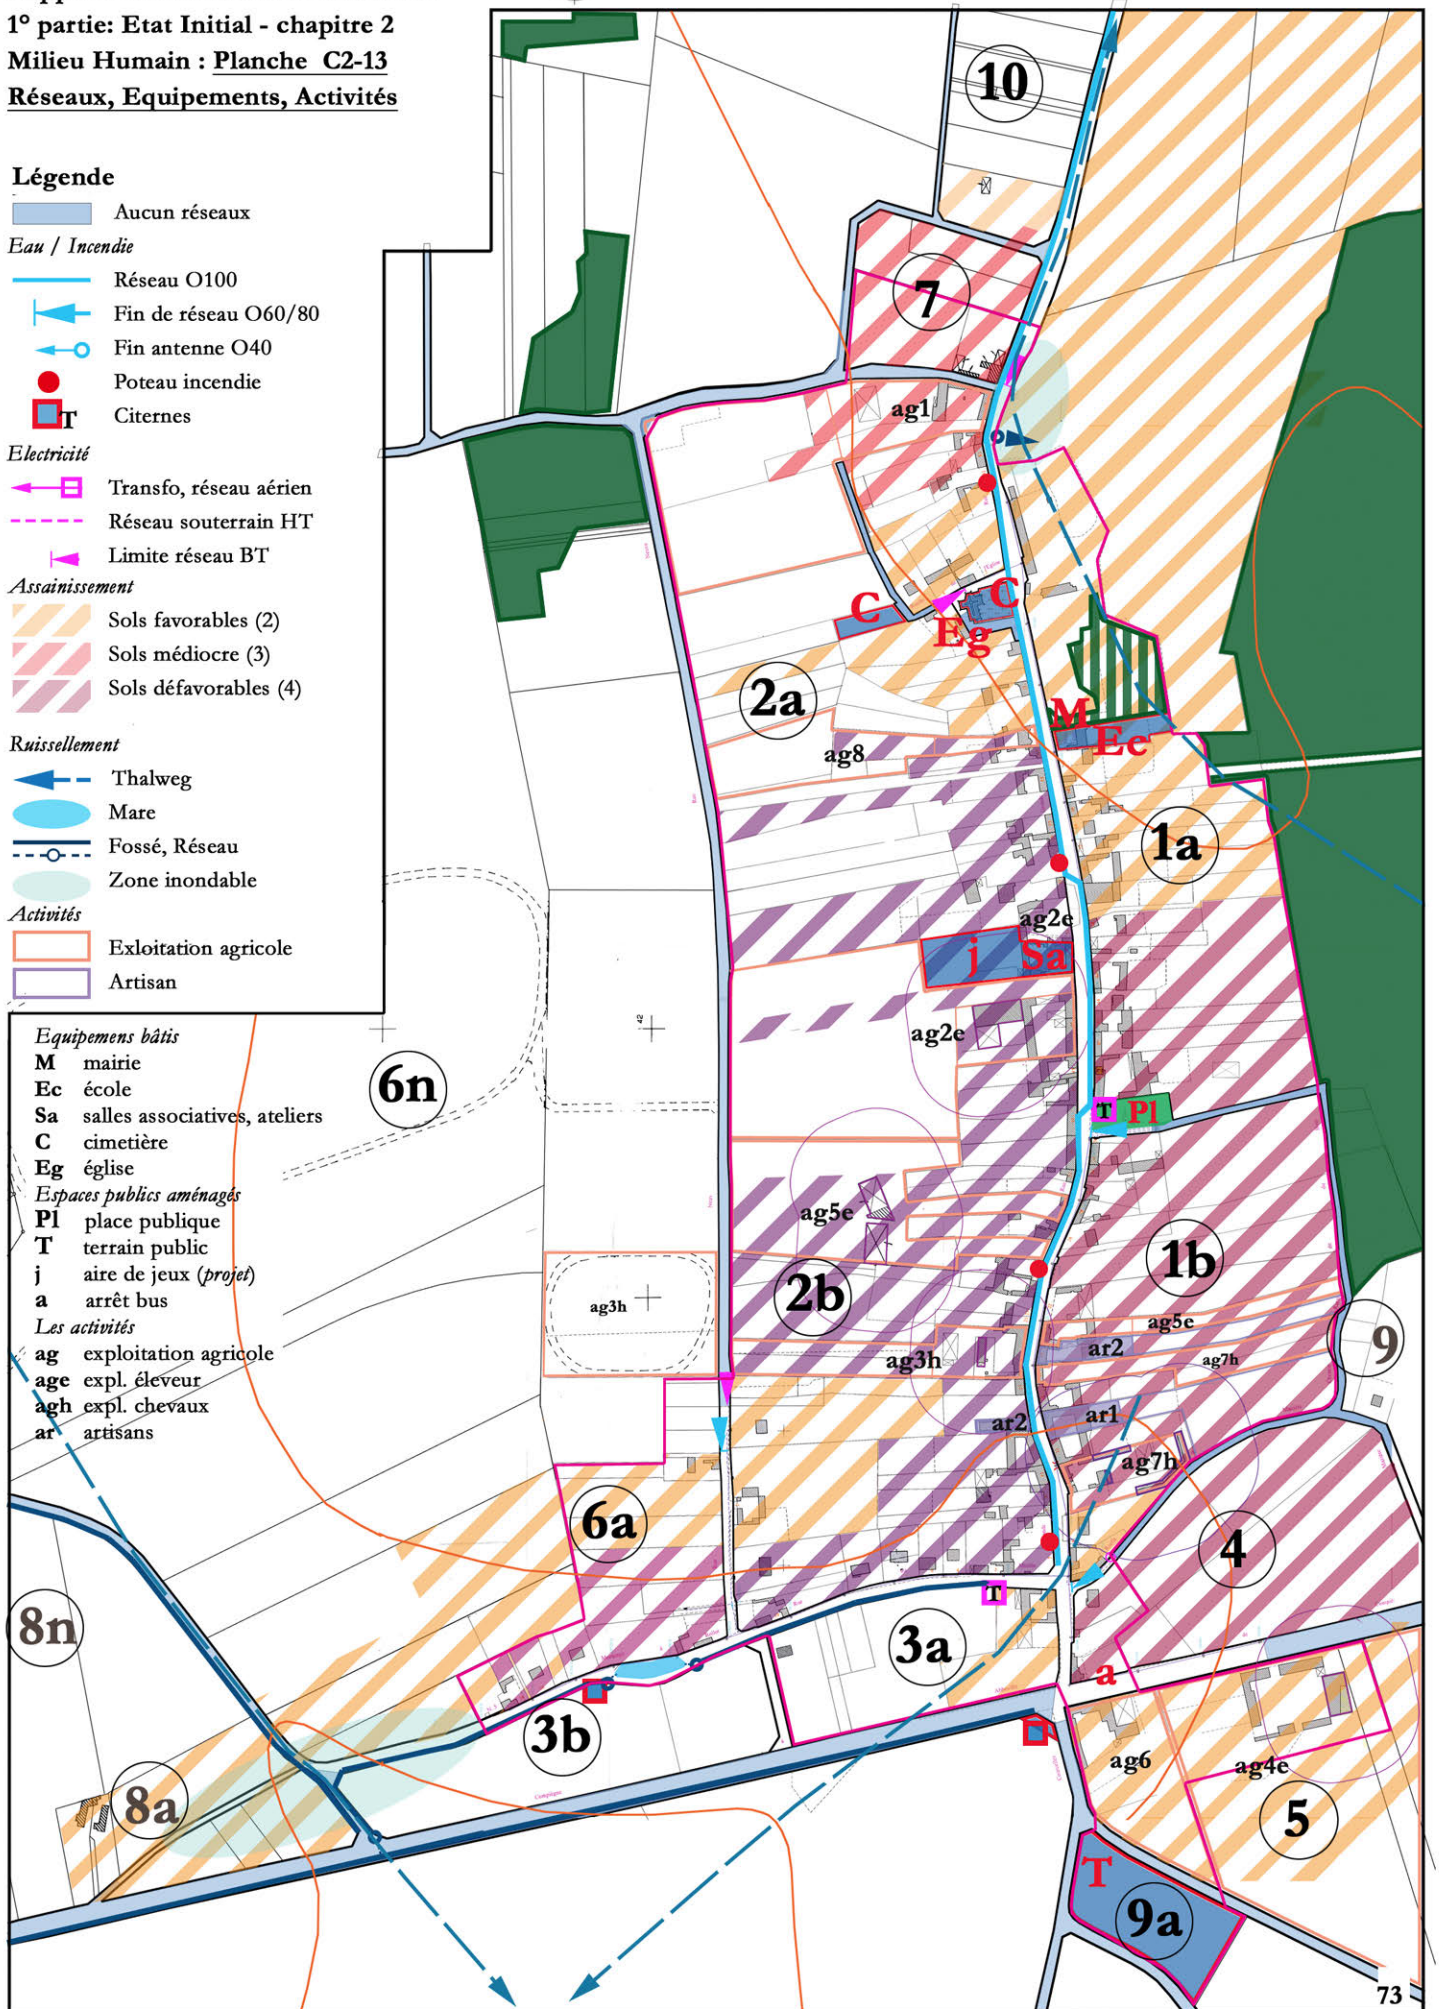 1° partie: Etat Initial - chapitre 2
Milieu Humain : Planche C2-13
Réseaux, Equipements, Activités
Légende
Aucun réseaux
Eau / Incendie
Réseau O100
Fin de réseau O60/80
Fin antenne O40
Poteau incendie
T Citernes
Electricité
Transfo, réseau aérien
Réseau souterrain HT
Limite réseau BT
Assainissement
Sols favorables (2)
Sols médiocre (3)
Sols défavorables (4)
Ruissellement
Thalweg
Mare
Fossé, Réseau
Zone inondable
Activités
Exloitation agricole
Artisan
Equipemens bâtis
M mairie
Ec école
Sa salles associatives, ateliers
C cimetière
Eg église
Espaces publics aménagés
Pl place publique
T terrain public
j aire de jeux (projet)
a arrêt bus
Les activités
ag exploitation agricole
age expl. éleveur
agh expl. chevaux
ar artisans
10
7
ag1
C
C
Eg
2a
M
Ec
ag8
1a
ag2e
j Sa
ag2e
42
6n
T Pl
ag5e
1b
2b
ag3h
ag5e
ar2
9
ag3h
ag7h
ar2
ar1
ag7h
6a
4
T
8n
3a
a
3b
ag6
ag4e
8a
5
T
9a
73